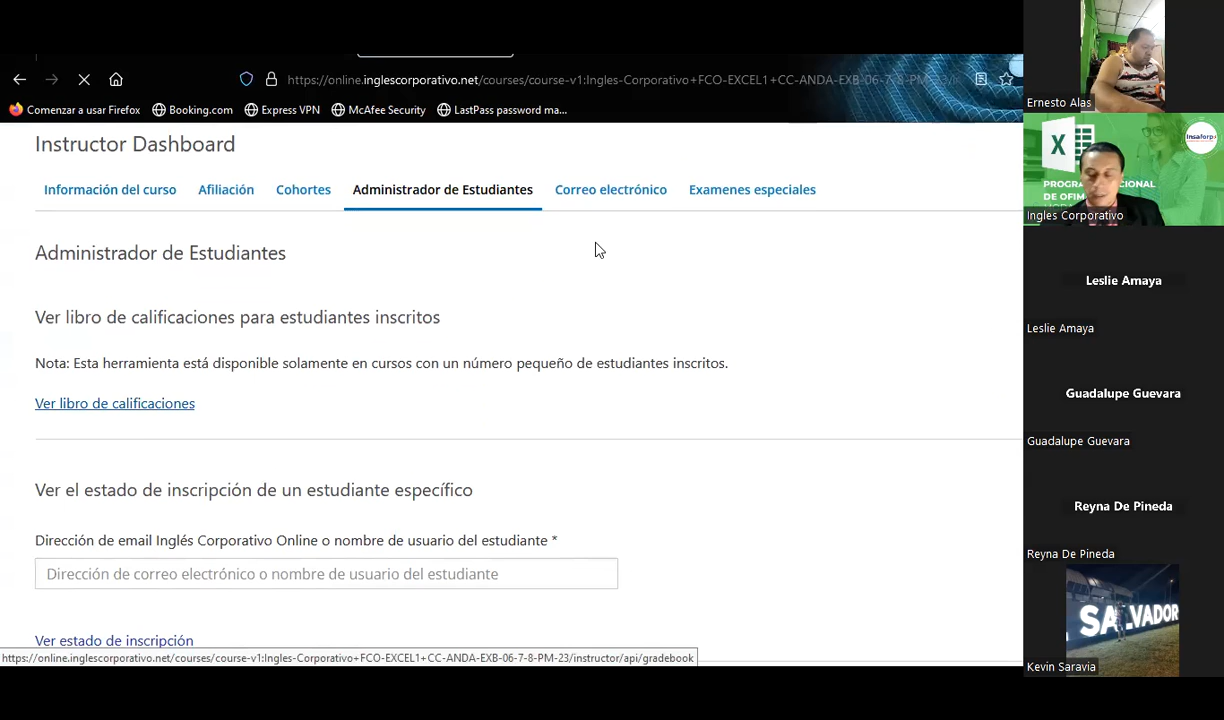 https://online.inglescorporativo.net/courses/course-v1:Ingles-Corporativo+FCO-EXCEL1+CC-ANDA-EXB-06-7-8-PM-23/
Comenzar a usar Firefox
Booking.com
Express VPN
McAfee Security
LastPass password ma...
Instructor Dashboard
Información del curso
Afiliación
Cohortes
Administrador de Estudiantes
Correo electrónico
Examenes especiales
Administrador de Estudiantes
Ver libro de calificaciones para estudiantes inscritos
Nota: Esta herramienta está disponible solamente en cursos con un número pequeño de estudiantes inscritos.
Ver libro de calificaciones
Ver el estado de inscripción de un estudiante específico
Dirección de email Inglés Corporativo Online o nombre de usuario del estudiante *
Dirección de correo electrónico o nombre de usuario del estudiante
Ver estado de inscripción
https://online.inglescorporativo.net/courses/course-v1:Ingles-Corporativo+FCO-EXCEL1+CC-ANDA-EXB-06-7-8-PM-23/instructor/api/gradebook
Ernesto Alas
X
Insaforp
Ingles Corporativo
Leslie Amaya
Leslie Amaya
Guadalupe Guevara
Guadalupe Guevara
Reyna De Pineda
Reyna De Pineda
SALVADOR
Kevin Saravia